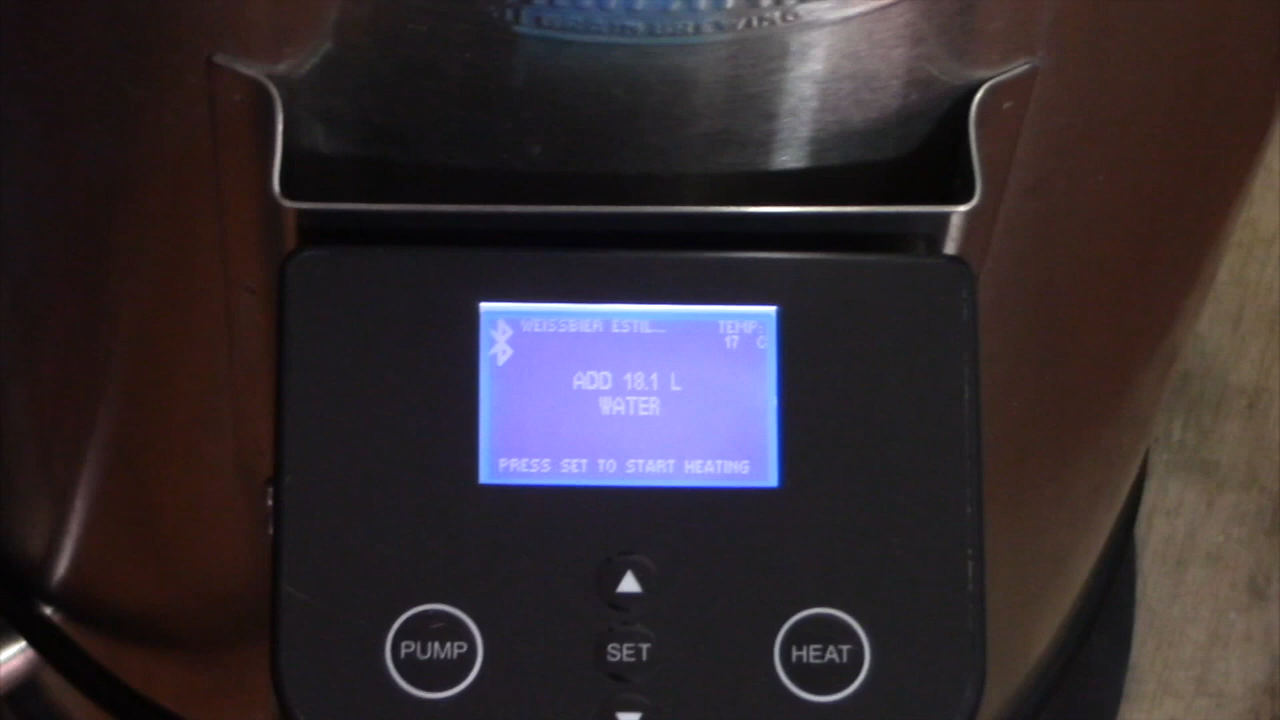 WEISSBIER ESTIL...
TEMP:
17 C
ADD 18.1 L
WATER
PRESS SET TO START HEATING
PUMP
SET
HEAT